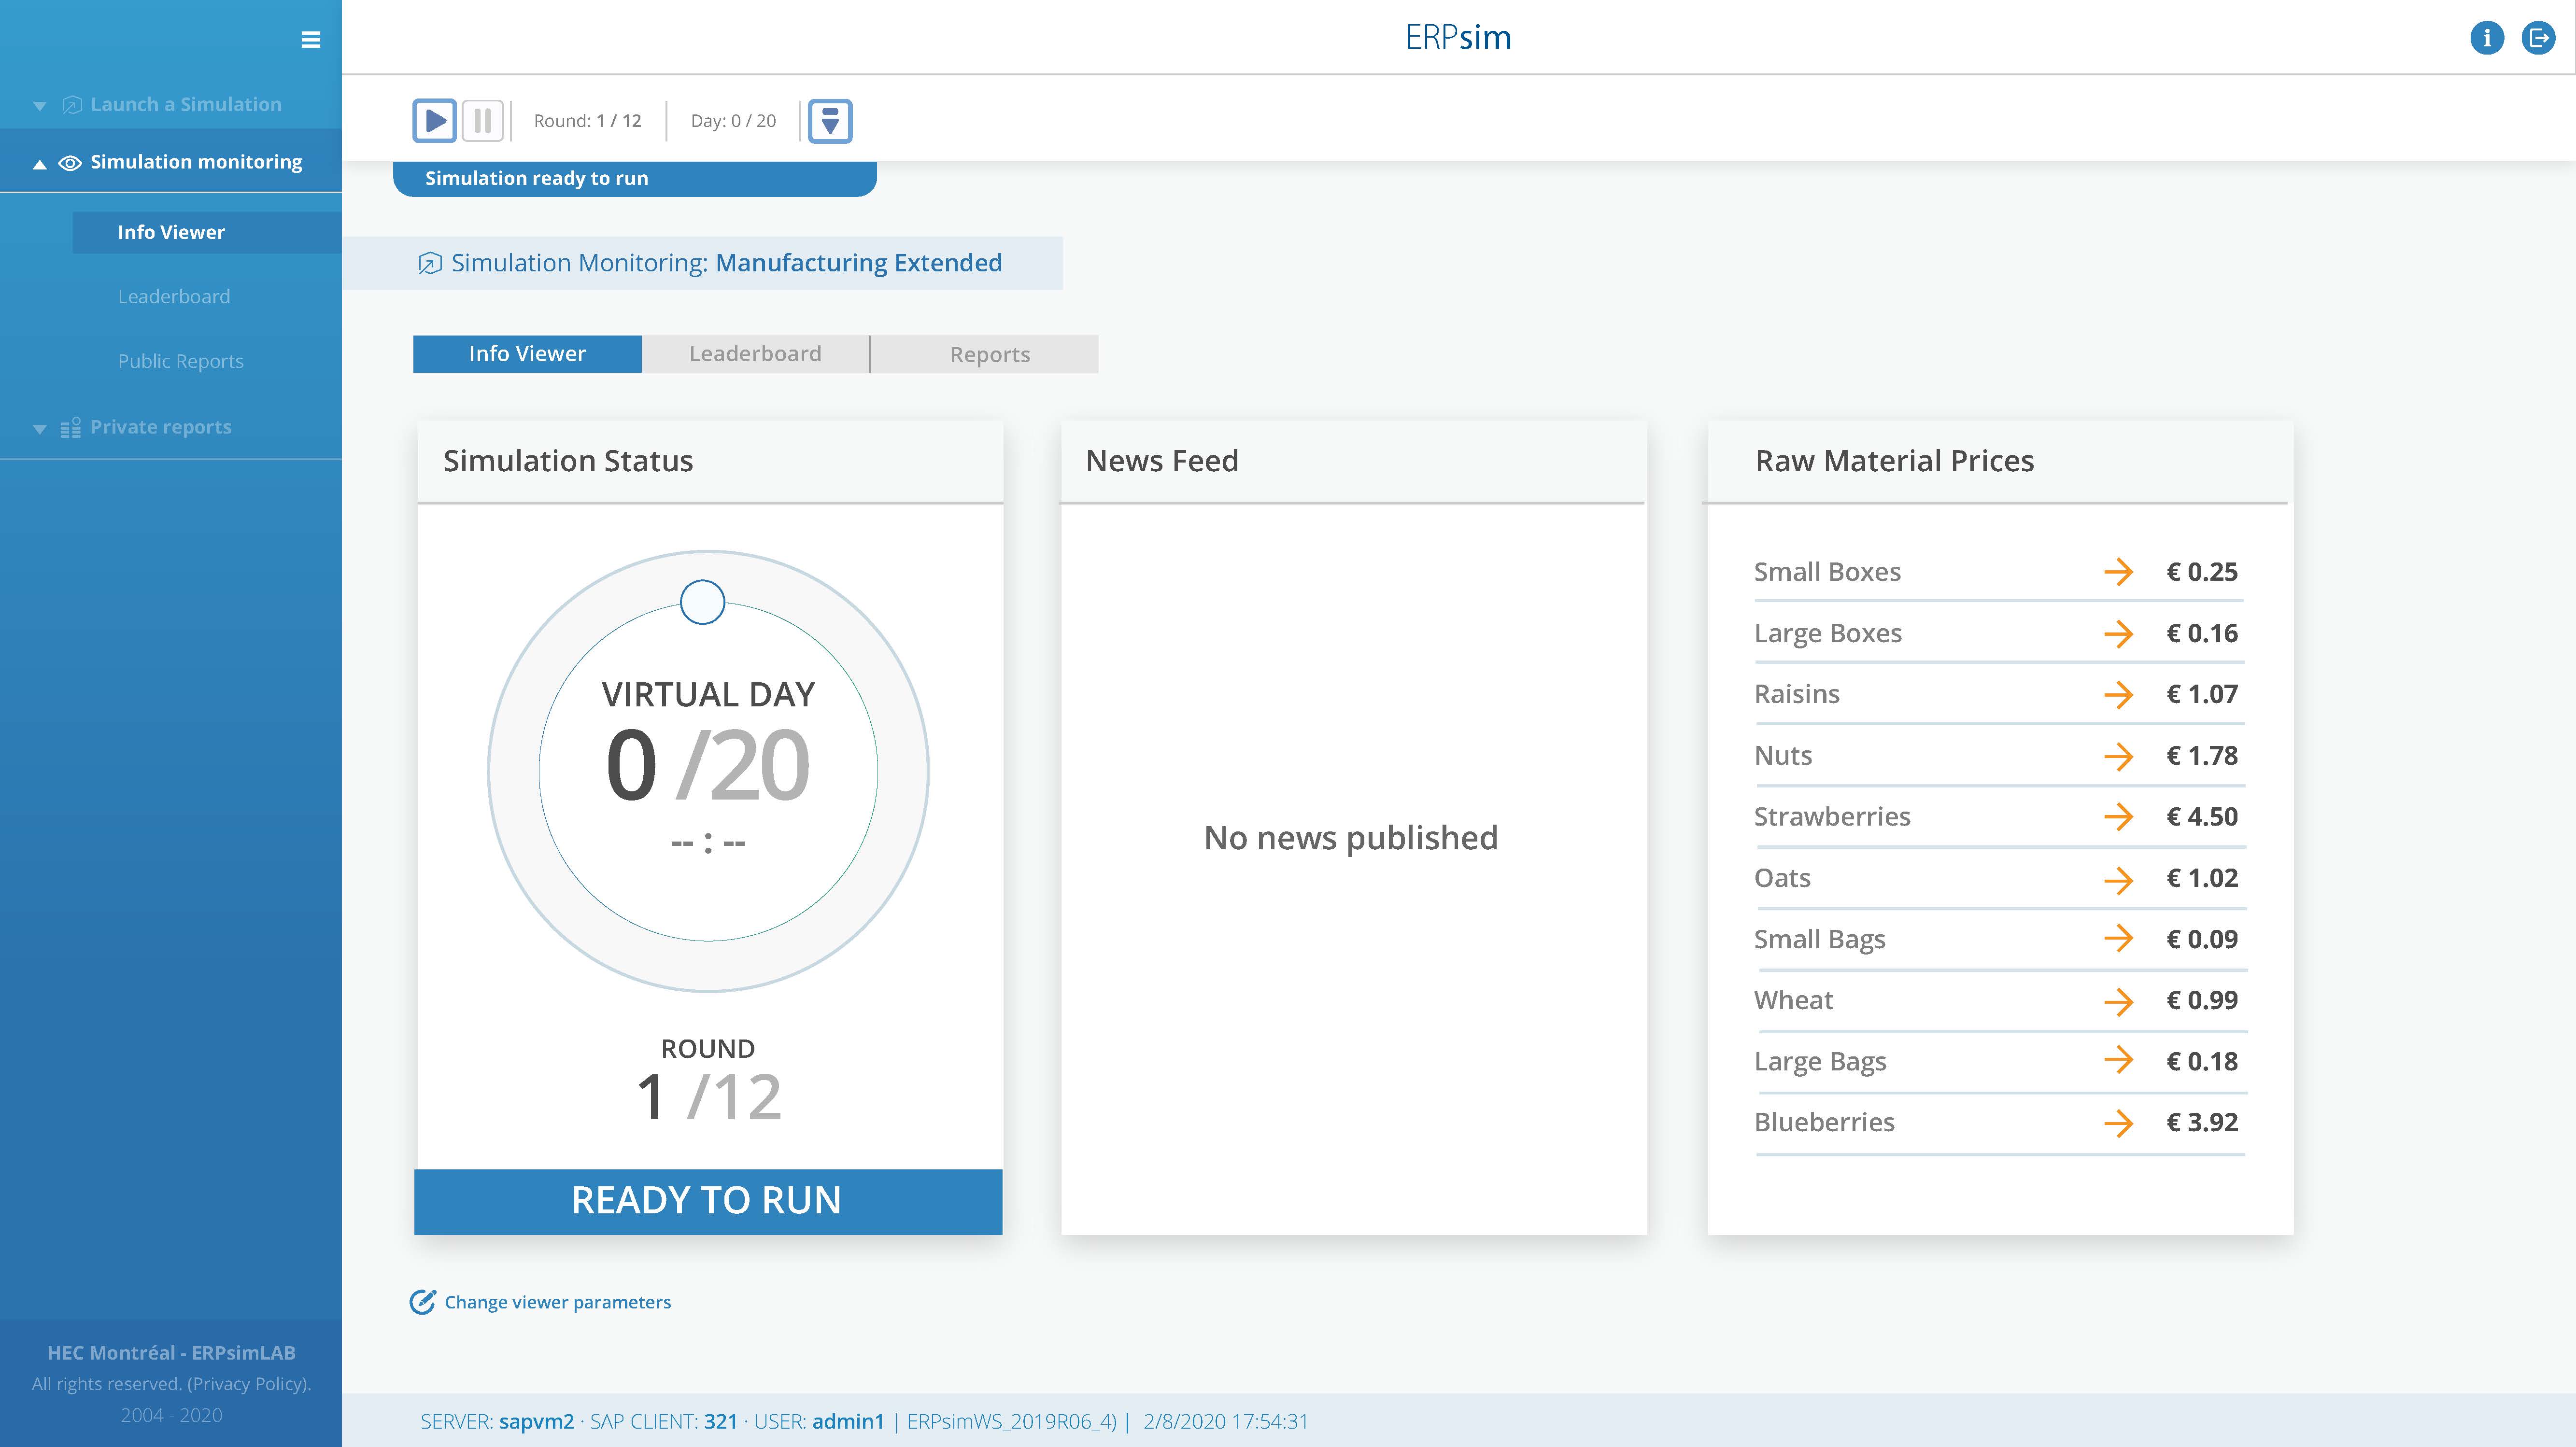 ERPsim
Launch a Simulation
Simulation monitoring
Info Viewer
Leaderboard
Public Reports
Private reports
HEC Montréal - ERPsimLAB
All rights reserved. (Privacy Policy).
2004 - 2020
Round: 1 / 12
Day: 0 / 20
Simulation ready to run
Simulation Monitoring: Manufacturing Extended
Info Viewer
Leaderboard
Reports
Simulation Status
VIRTUAL DAY
0 /20
-- : --
ROUND
1 /12
READY TO RUN
News Feed
No news published
Raw Material Prices
Small Boxes € 0.25
Large Boxes € 0.16
Raisins € 1.07
Nuts € 1.78
Strawberries € 4.50
Oats € 1.02
Small Bags € 0.09
Wheat € 0.99
Large Bags € 0.18
Blueberries € 3.92
Change viewer parameters
SERVER: sapvm2 · SAP CLIENT: 321 · USER: admin1 | ERPsimWS_2019R06_4) | 2/8/2020 17:54:31